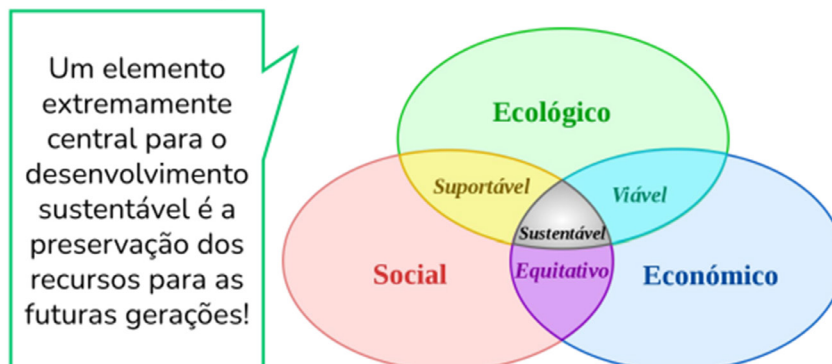 Um elemento
extremamente
central para o
desenvolvimento
sustentável é a
preservação dos
recursos para as
futuras gerações!
Ecológico
Suportável
Viável
Sustentável
Social
Equitativo
Económico